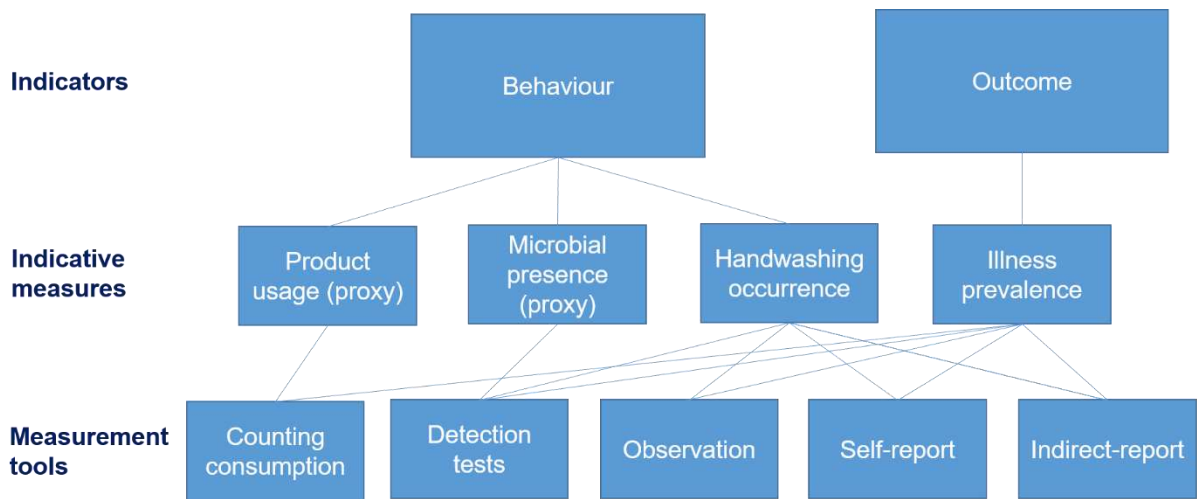 Indicators
Behaviour
Outcome
Indicative
measures
Product
usage (proxy)
Microbial
presence
(proxy)
Handwashing
occurrence
Illness
prevalence
Measurement
tools
Counting
consumption
Detection
tests
Observation
Self-report
Indirect-report